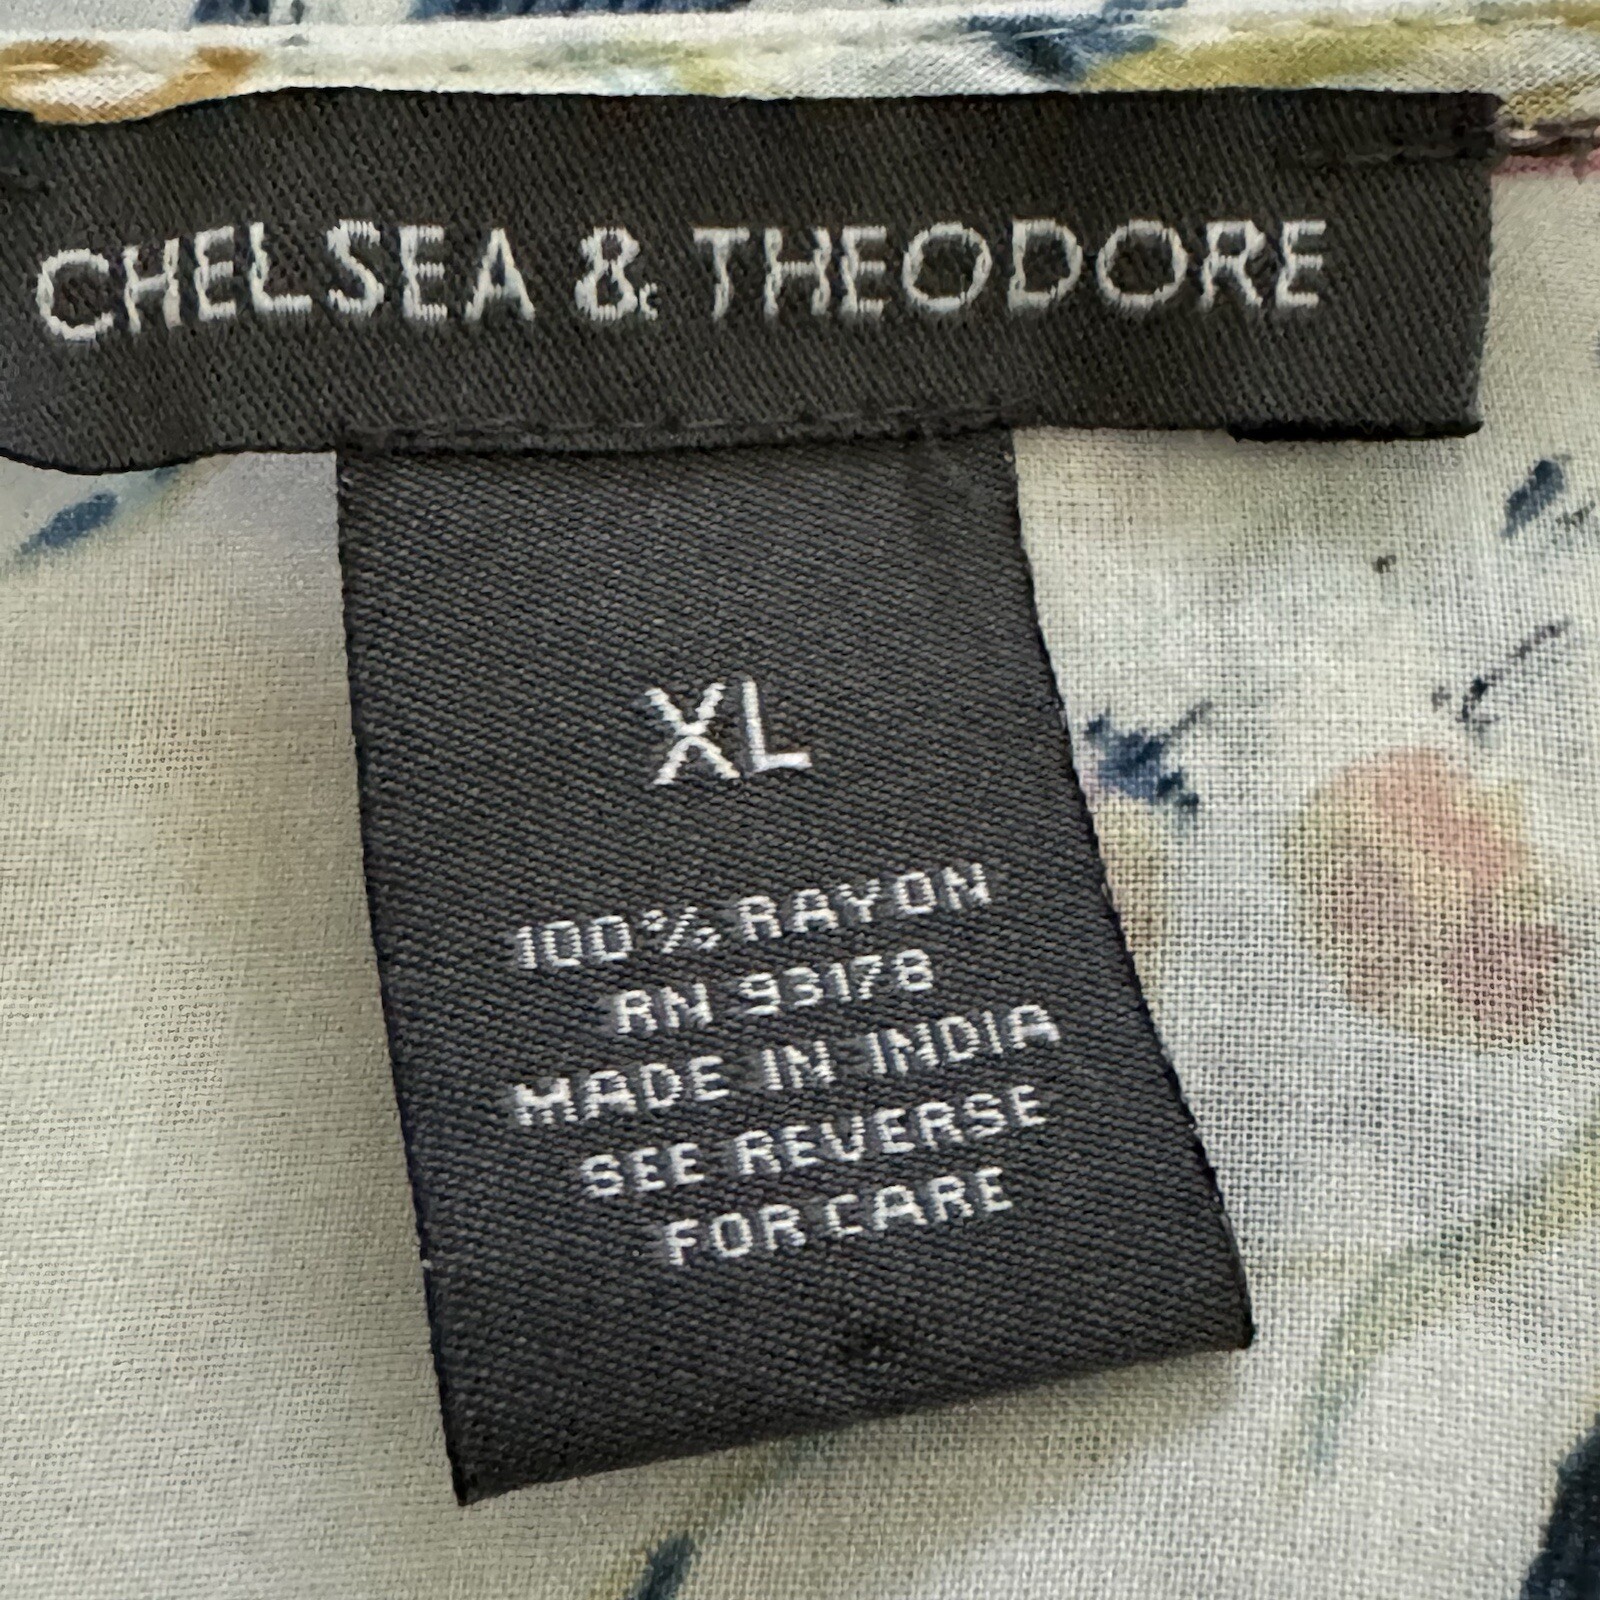 CHELSEA & THEODORE
XL
100% RAYON
RN 93178
MADE IN INDIA
SEE REVERSE
FOR CARE